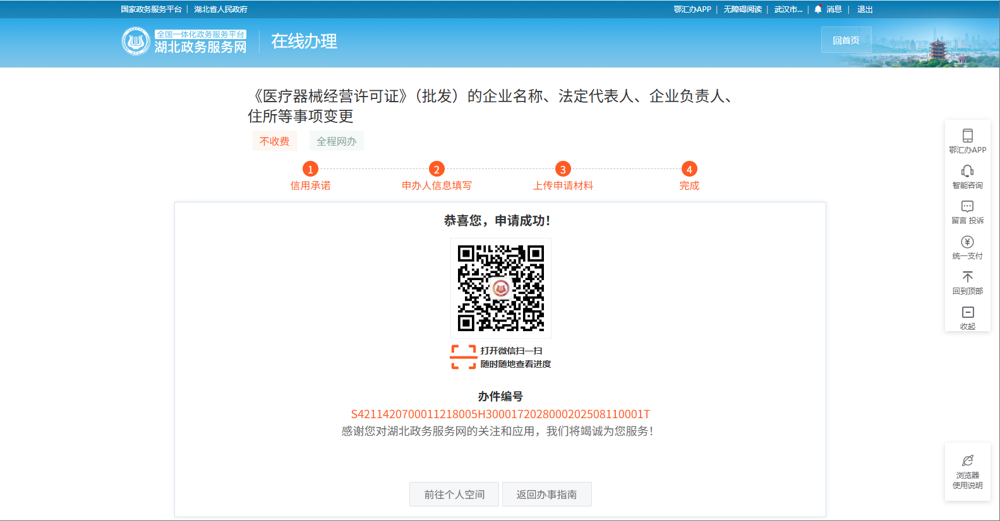 国家政务服务平台 | 湖北省人民政府
鄂汇办APP | 无障碍阅读 | 武汉市... | 消息 | 退出
全国一体化政务服务平台
湖北政务服务网
在线办理
回首页
《医疗器械经营许可证》（批发）的企业名称、法定代表人、企业负责人、
住所等事项变更
不收费 全程网办
1 2 3 4
信用承诺 申办人信息填写 上传申请材料 完成
恭喜您，申请成功！
打开微信扫一扫
随时随地查看进度
办件编号
S4211420700011218005H3000172028000202508110001T
感谢您对湖北政务服务网的关注和应用，我们将竭诚为您服务！
前往个人空间 返回办事指南
鄂汇办APP
智能咨询
留言 投诉
统一支付
回到顶部
收起
浏览器
使用说明